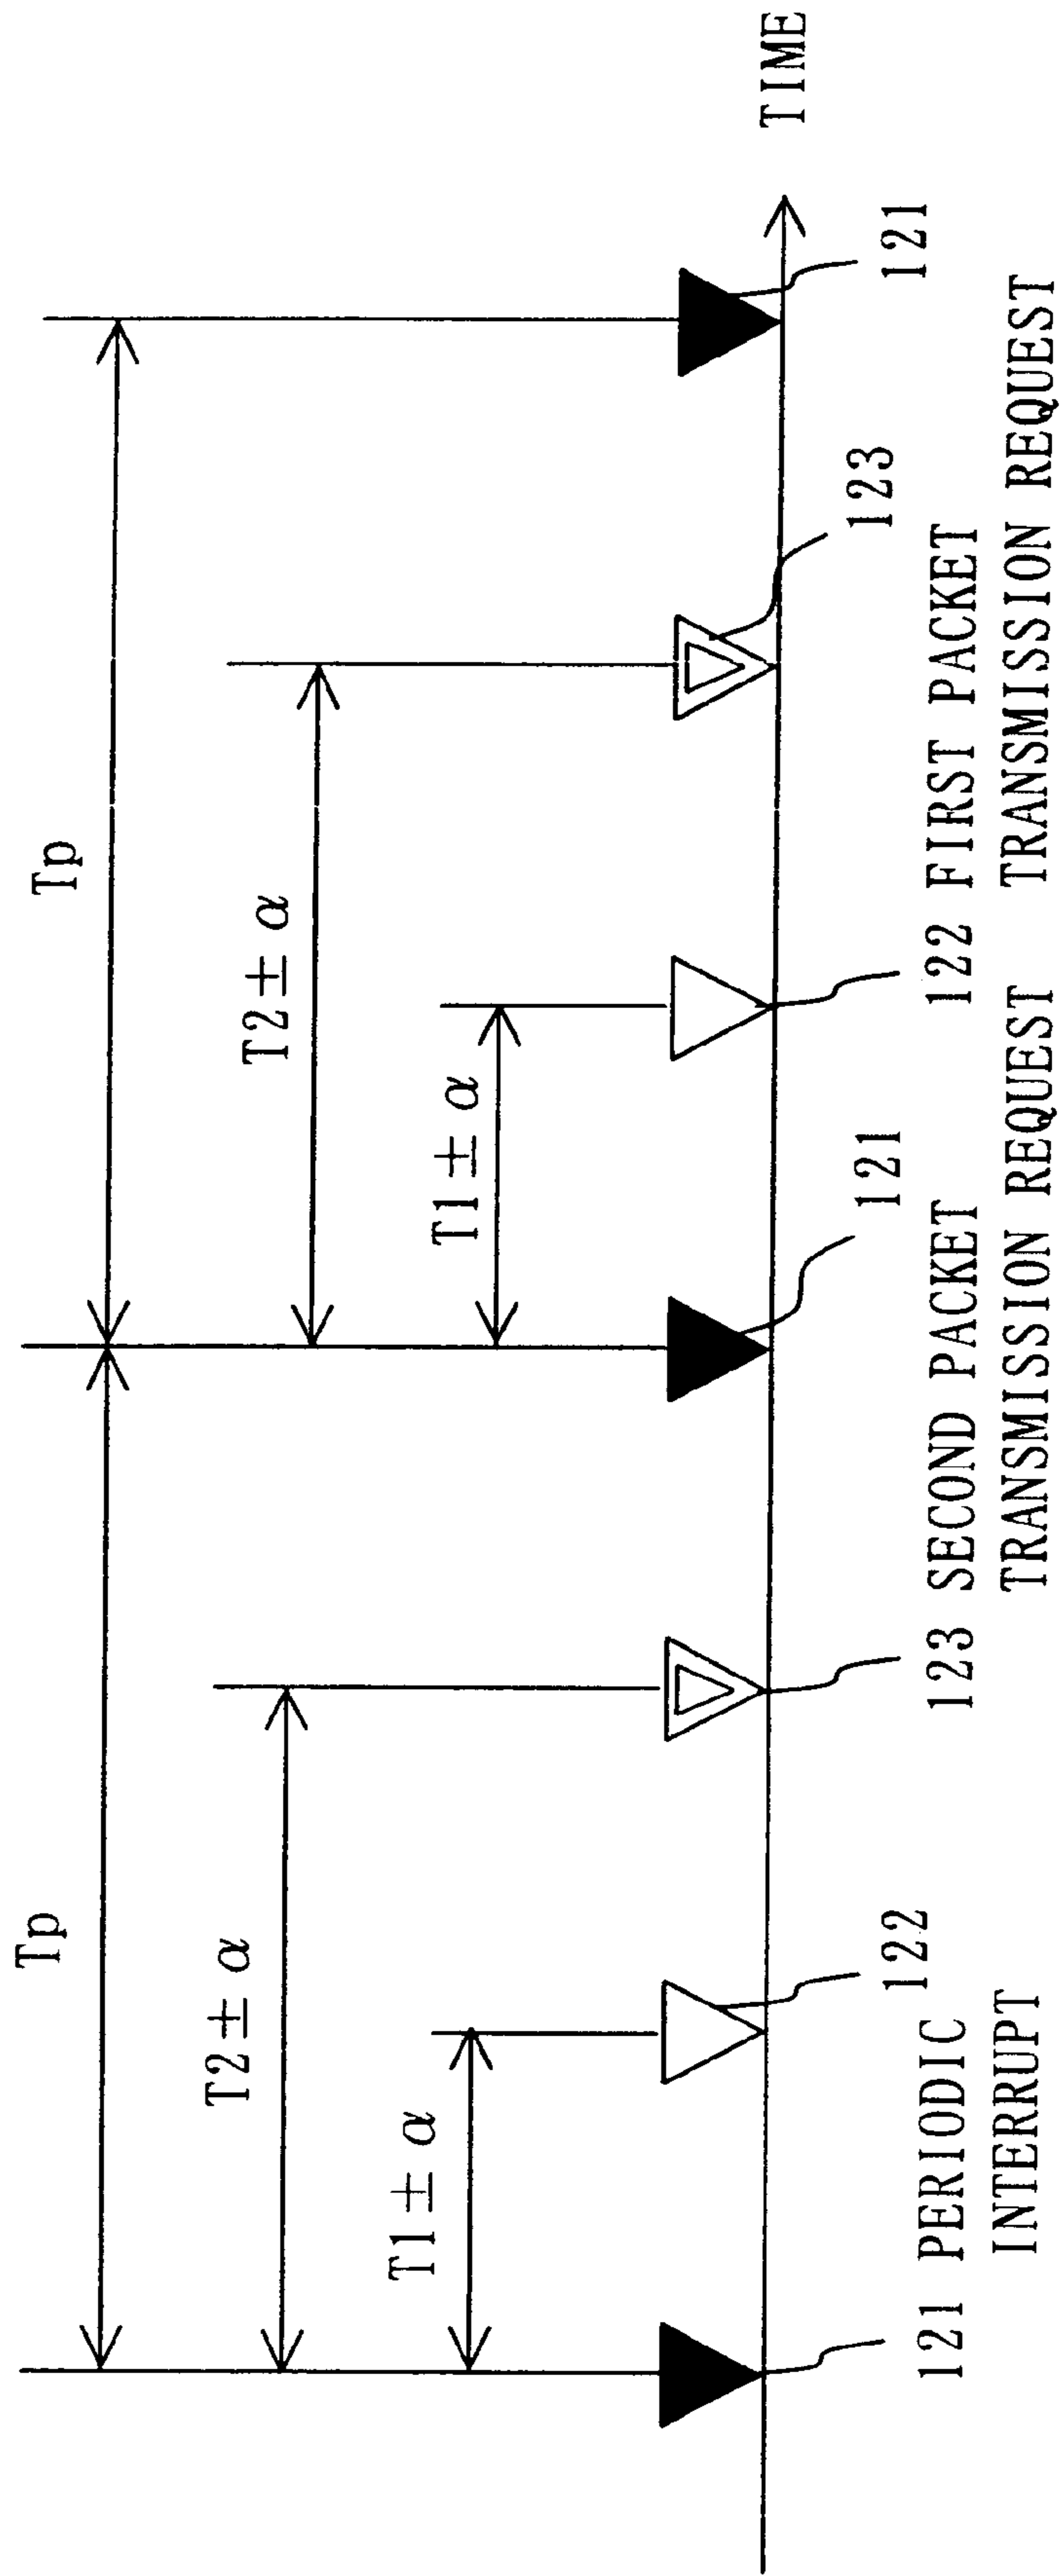 Tp
Tp
T2± α
T2± α
T1± α
T1± α
TIME
121 PERIODIC
INTERRUPT
122
123 SECOND PACKET
TRANSMISSION REQUEST
121
122 FIRST PACKET
TRANSMISSION REQUEST
123
121